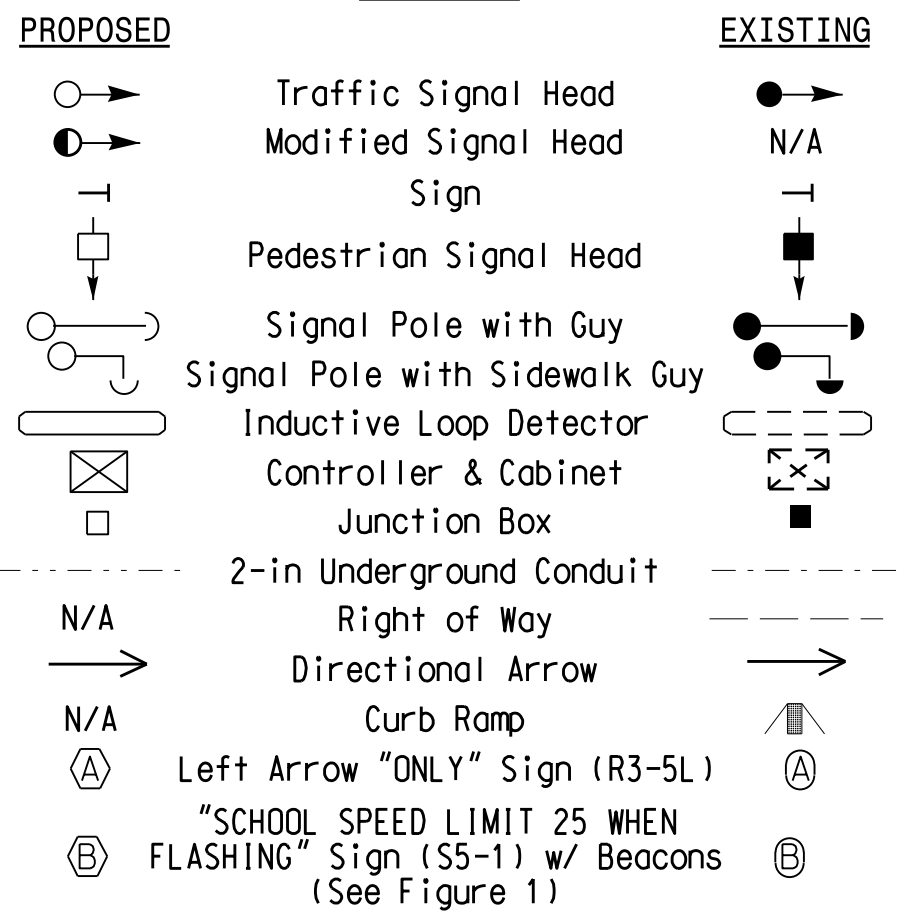 PROPOSED EXISTING
Traffic Signal Head
Modified Signal Head N/A
Sign
Pedestrian Signal Head
Signal Pole with Guy
Signal Pole with Sidewalk Guy
Inductive Loop Detector
Controller & Cabinet
Junction Box
2-in Underground Conduit
N/A Right of Way
Directional Arrow
N/A Curb Ramp
A Left Arrow "ONLY" Sign (R3-5L) A
"SCHOOL SPEED LIMIT 25 WHEN
B FLASHING" Sign (S5-1) w/ Beacons B
(See Figure 1)